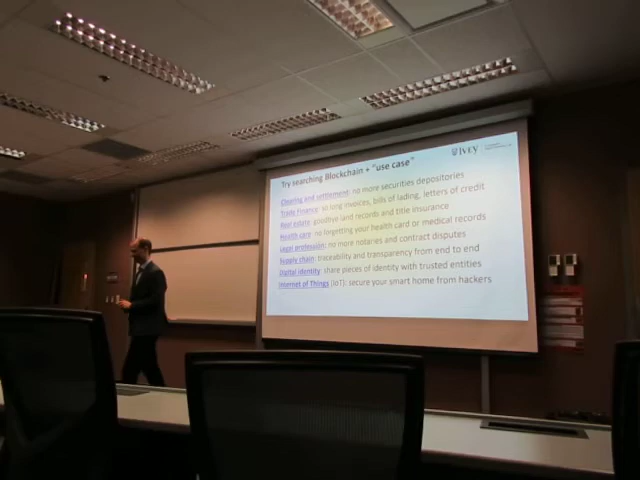 Try searching Blockchain + "use case"
IVEY
Clearing and settlement: no more securities depositories
Trade Finance: so long invoices, bills of lading, letters of credit
Real estate: goodbye land records and title insurance
Health care: no forgetting your health card or medical records
Legal profession: no more notaries and contract disputes
Supply chain: traceability and transparency from end to end
Digital identity: share pieces of identity with trusted entities
Internet of Things (IoT): secure your smart home from hackers